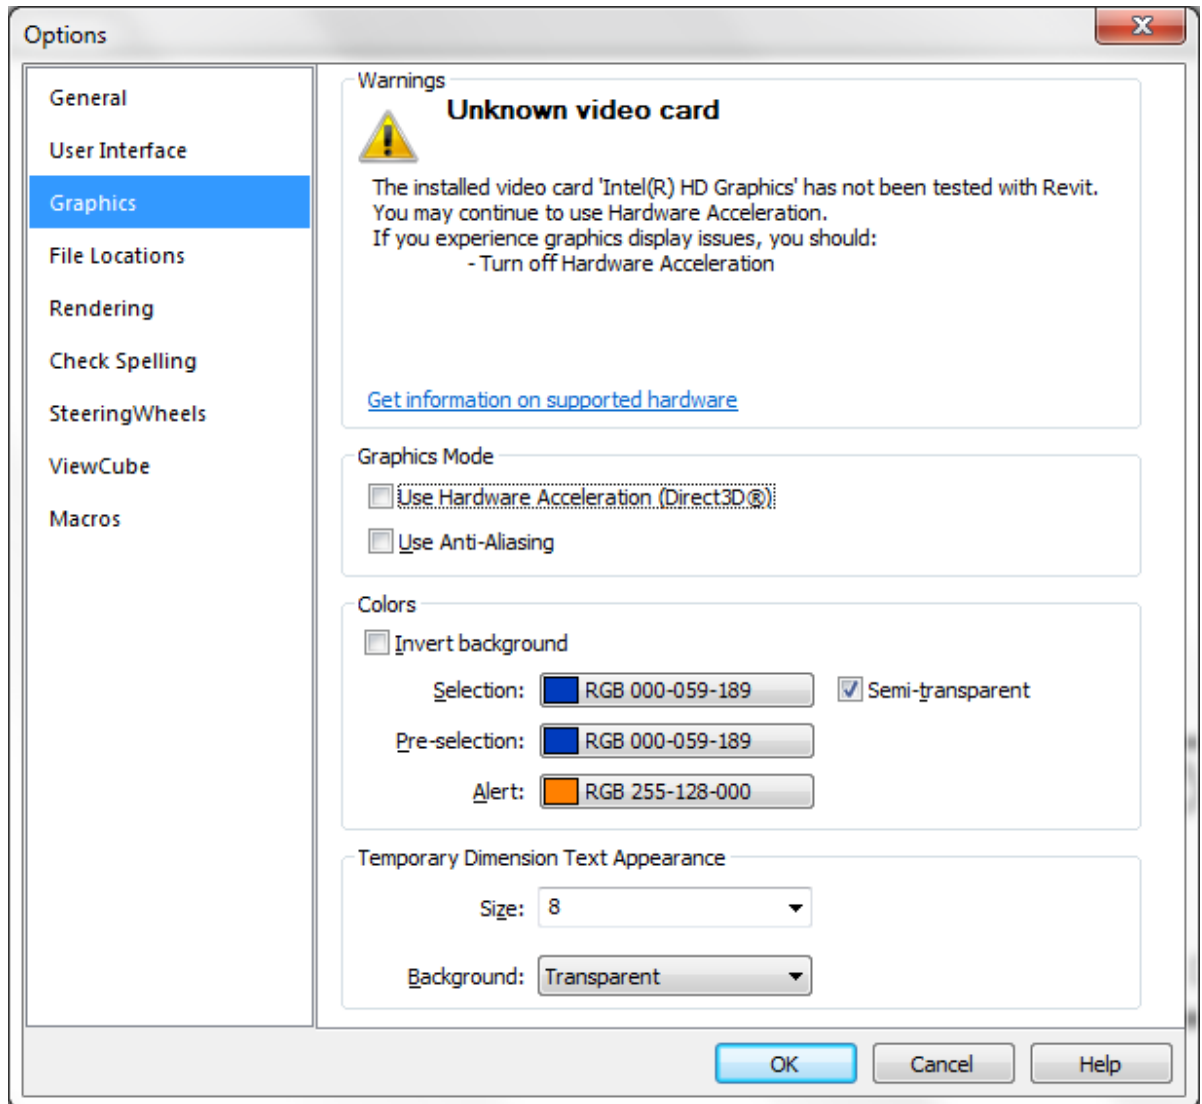 Options
General
User Interface
Graphics
File Locations
Rendering
Check Spelling
SteeringWheels
ViewCube
Macros
Warnings
Unknown video card
The installed video card 'Intel(R) HD Graphics' has not been tested with Revit.
You may continue to use Hardware Acceleration.
If you experience graphics display issues, you should:
- Turn off Hardware Acceleration
Get information on supported hardware
Graphics Mode
Use Hardware Acceleration (Direct3D®)
Use Anti-Aliasing
Colors
Invert background
Selection: RGB 000-059-189 Semi-transparent
Pre-selection: RGB 000-059-189
Alert: RGB 255-128-000
Temporary Dimension Text Appearance
Size: 8
Background: Transparent
OK Cancel Help